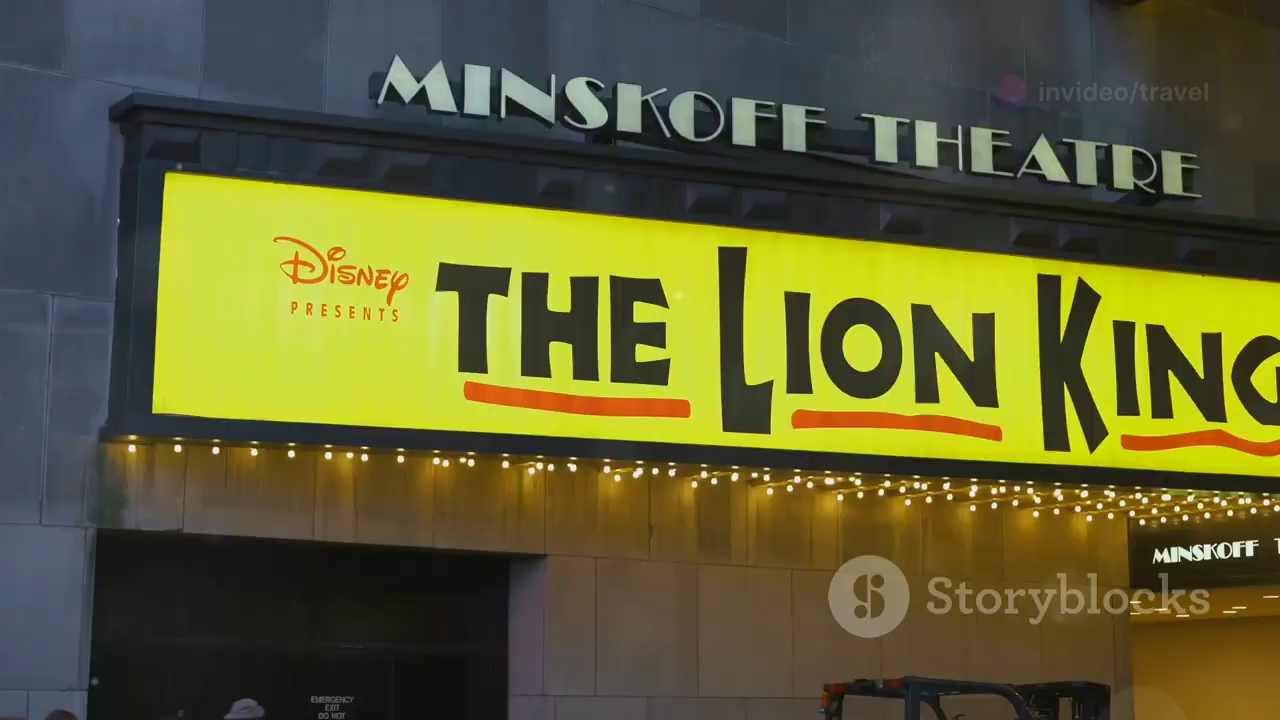 MINSKOFF THEATRE
invideo/travel
DISNEY
PRESENTS
THE LION KING
MINSKOFF T
Storyblocks
EMERGENCY
EXIT
DO NOT